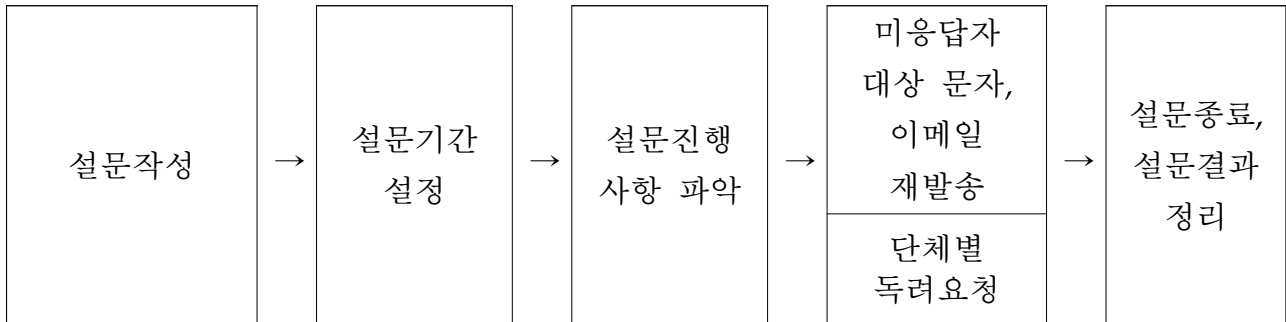 설문작성
→
설문기간
설정
→
설문진행
사항 파악
→
미응답자
대상 문자,
이메일
재발송
단체별
독려요청
→
설문종료,
설문결과
정리